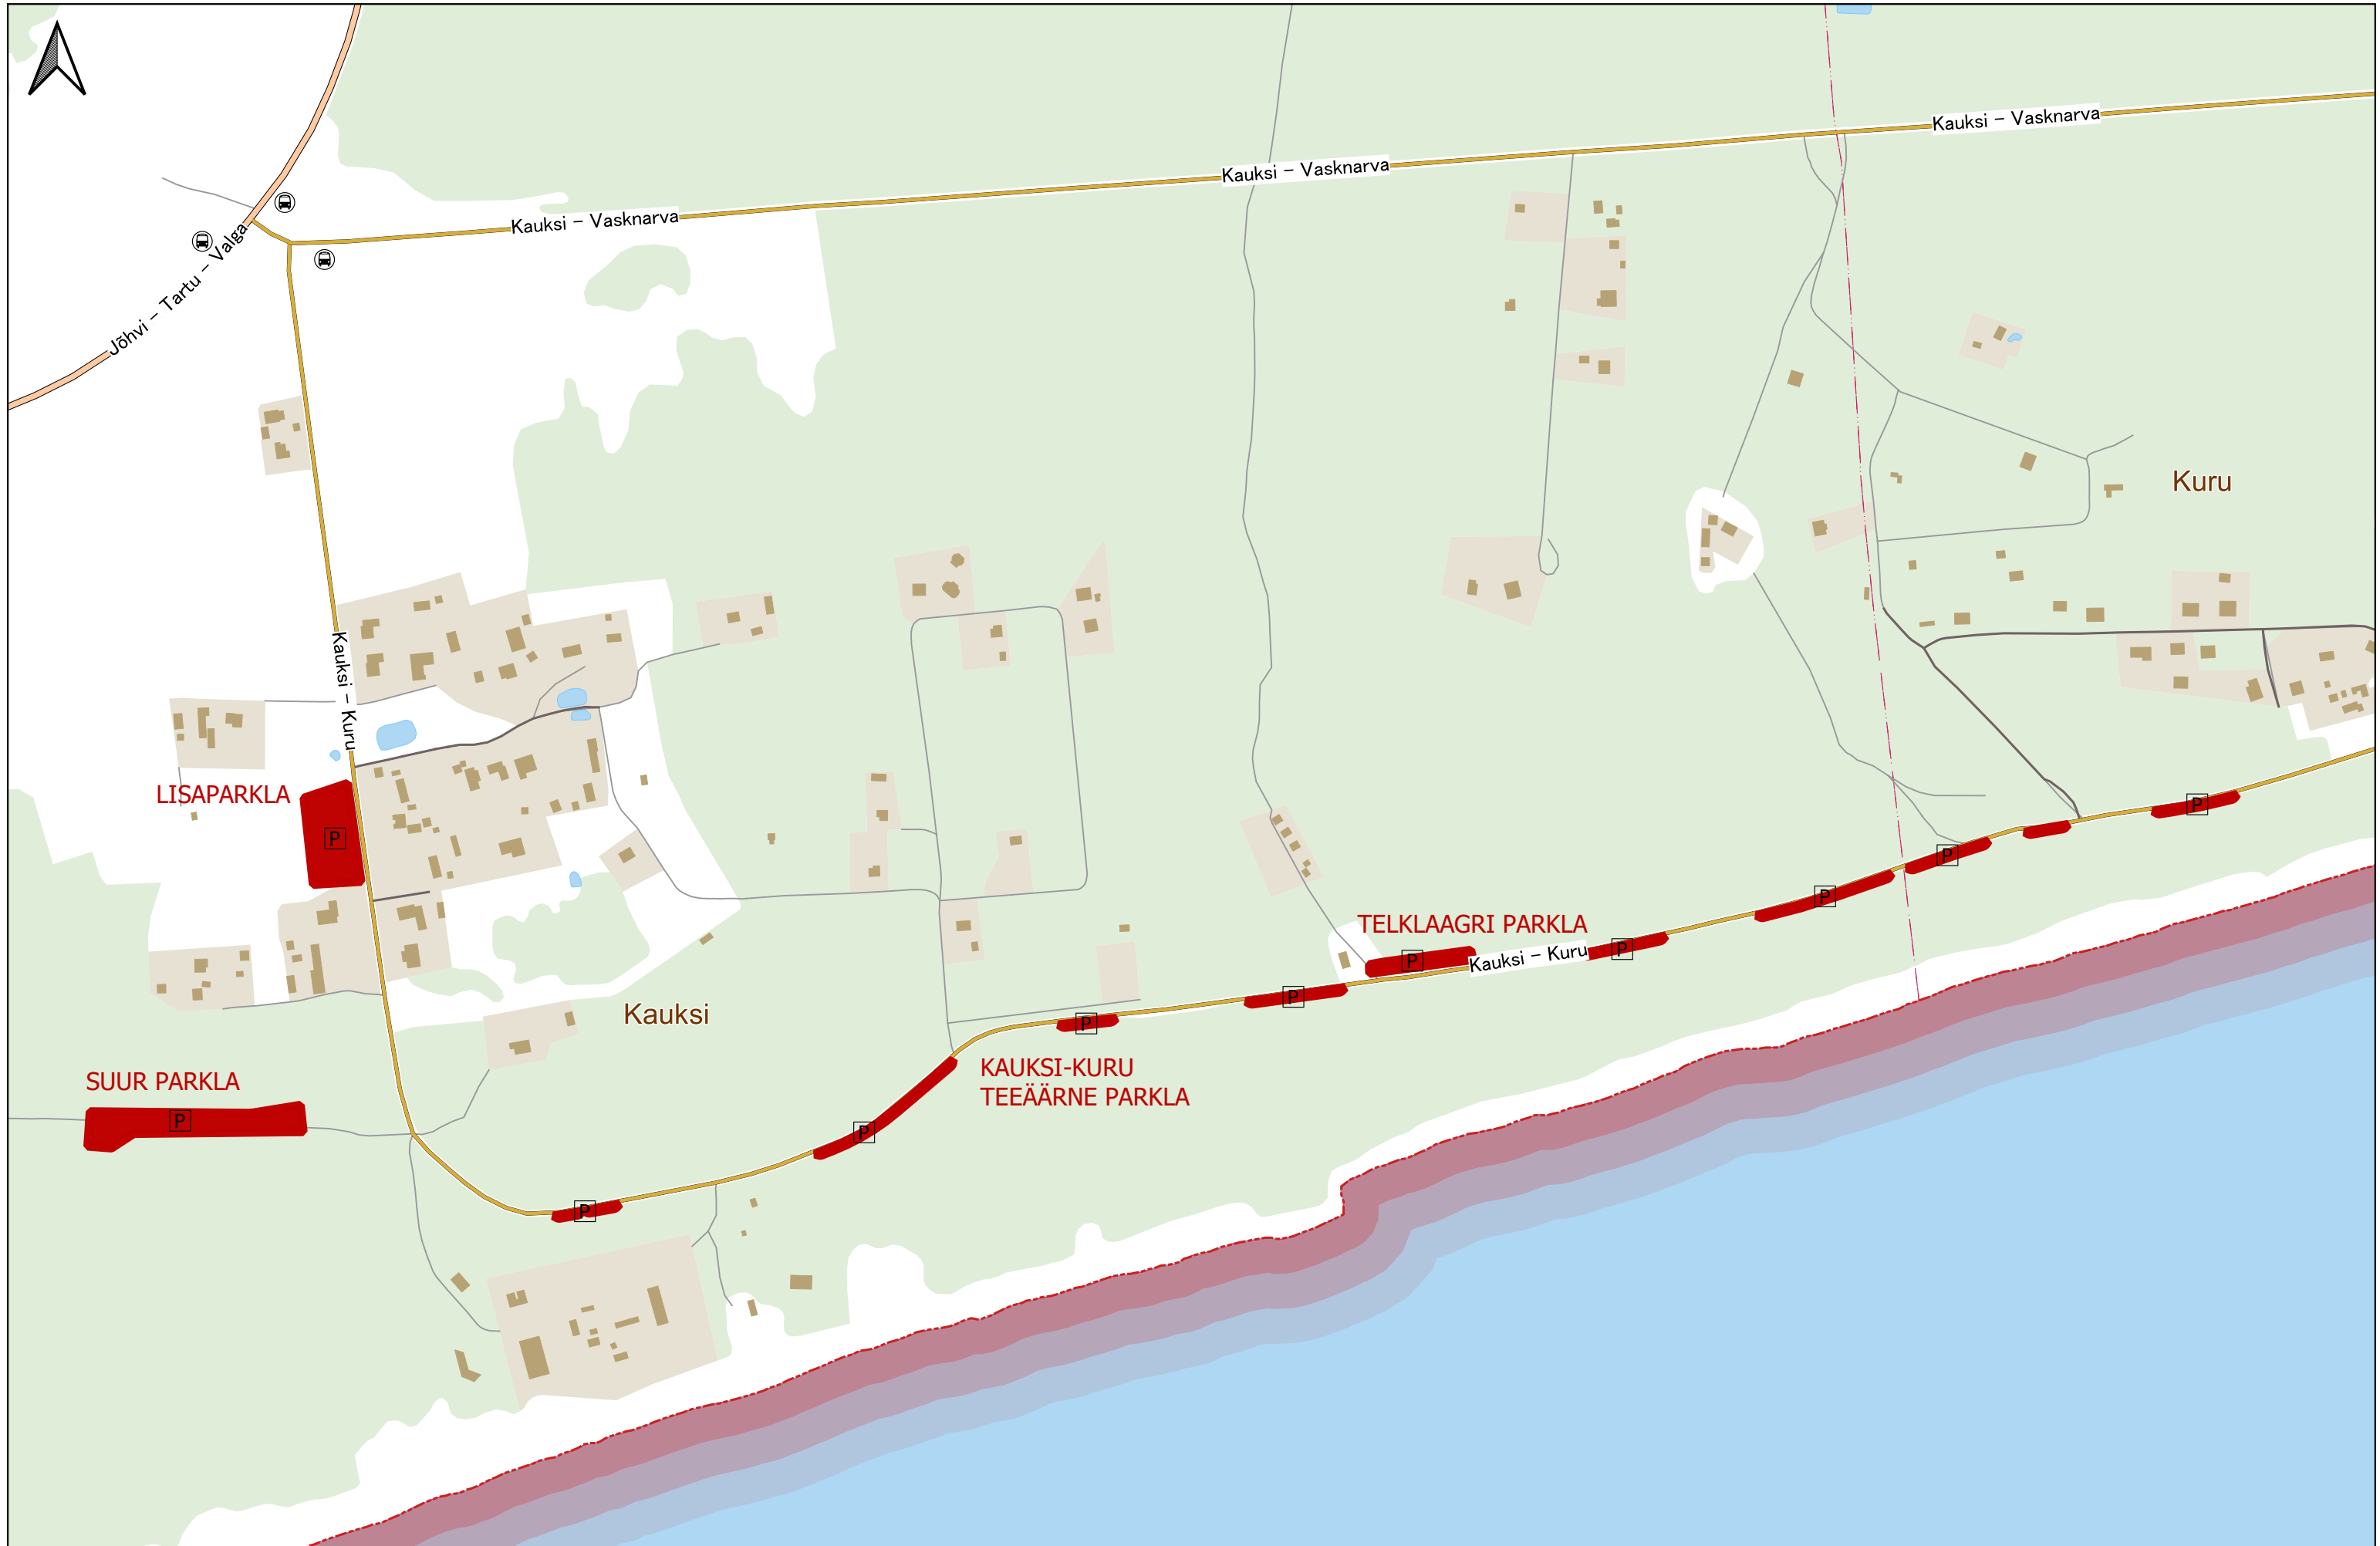 Kauksi – Vasknarva
Kauksi – Vasknarva
Kauksi – Vasknarva
Jõhvi – Tartu – Valga
Kuru
Kauksi – Kuru
LISAPARKLA
P
P
P
TELKLAAGRI PARKLA
P
P
P
Kauksi – Kuru
P
P
Kauksi
P
KAUKSI-KURU
TEEÄÄRNE PARKLA
SUUR PARKLA
P
P
P